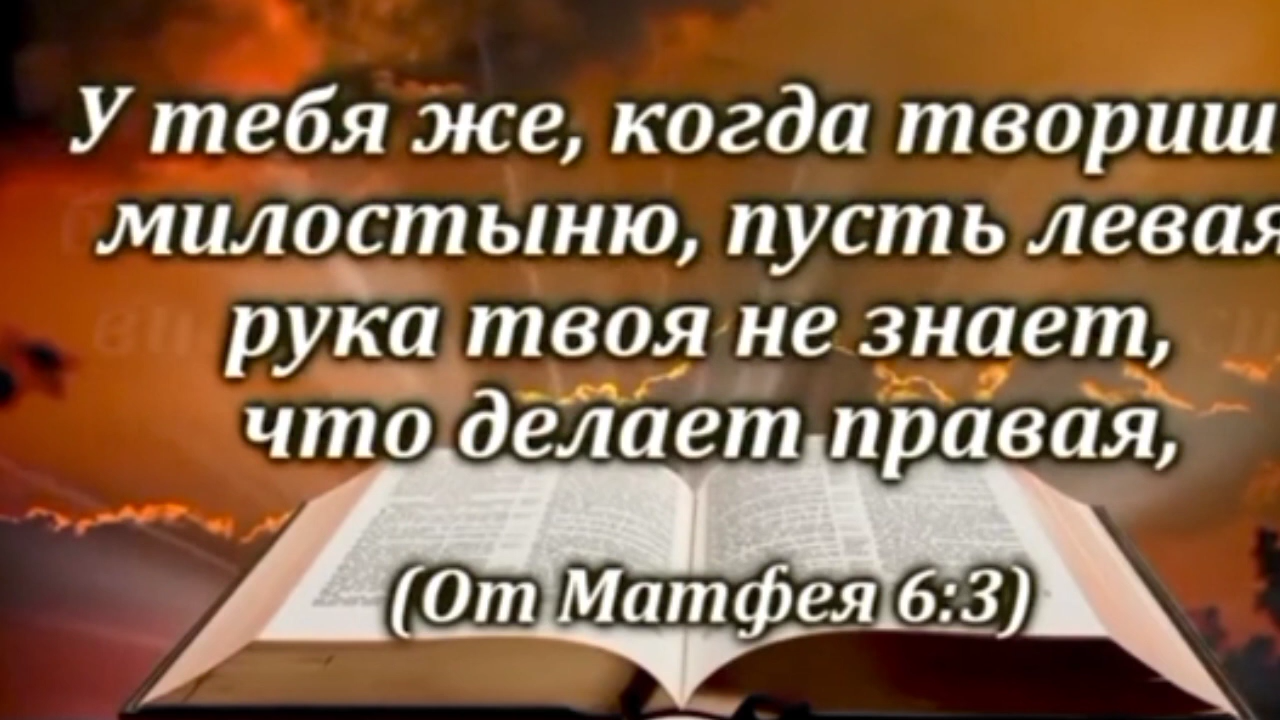 У тебя же, когда твориш
милостыню, пусть левая
рука твоя не знает,
что делает правая,
(От Матфея 6:3)